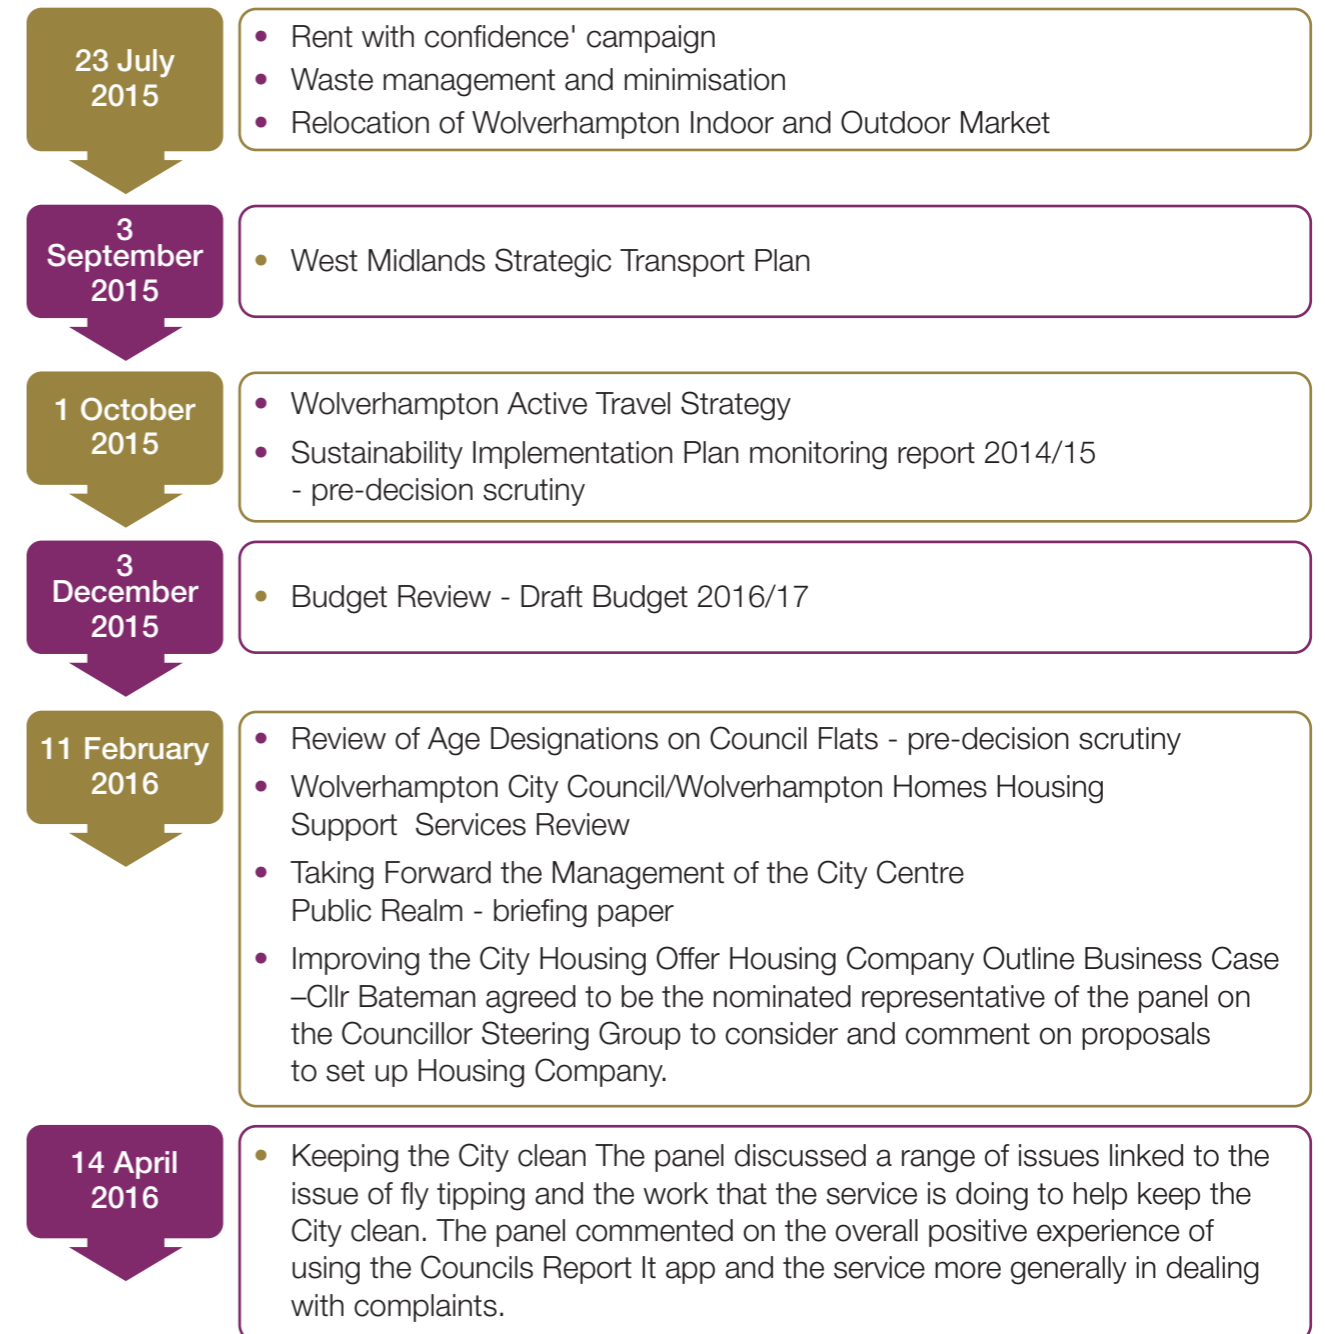 23 July
2015
Rent with confidence' campaign
Waste management and minimisation
Relocation of Wolverhampton Indoor and Outdoor Market
3
September
2015
West Midlands Strategic Transport Plan
1 October
2015
Wolverhampton Active Travel Strategy
Sustainability Implementation Plan monitoring report 2014/15
- pre-decision scrutiny
3
December
2015
Budget Review - Draft Budget 2016/17
11 February
2016
Review of Age Designations on Council Flats - pre-decision scrutiny
Wolverhampton City Council/Wolverhampton Homes Housing
Support  Services Review
Taking Forward the Management of the City Centre
Public Realm - briefing paper
Improving the City Housing Offer Housing Company Outline Business Case
–Cllr Bateman agreed to be the nominated representative of the panel on
the Councillor Steering Group to consider and comment on proposals
to set up Housing Company.
14 April
2016
Keeping the City clean The panel discussed a range of issues linked to the
issue of fly tipping and the work that the service is doing to help keep the
City clean. The panel commented on the overall positive experience of
using the Councils Report It app and the service more generally in dealing
with complaints.